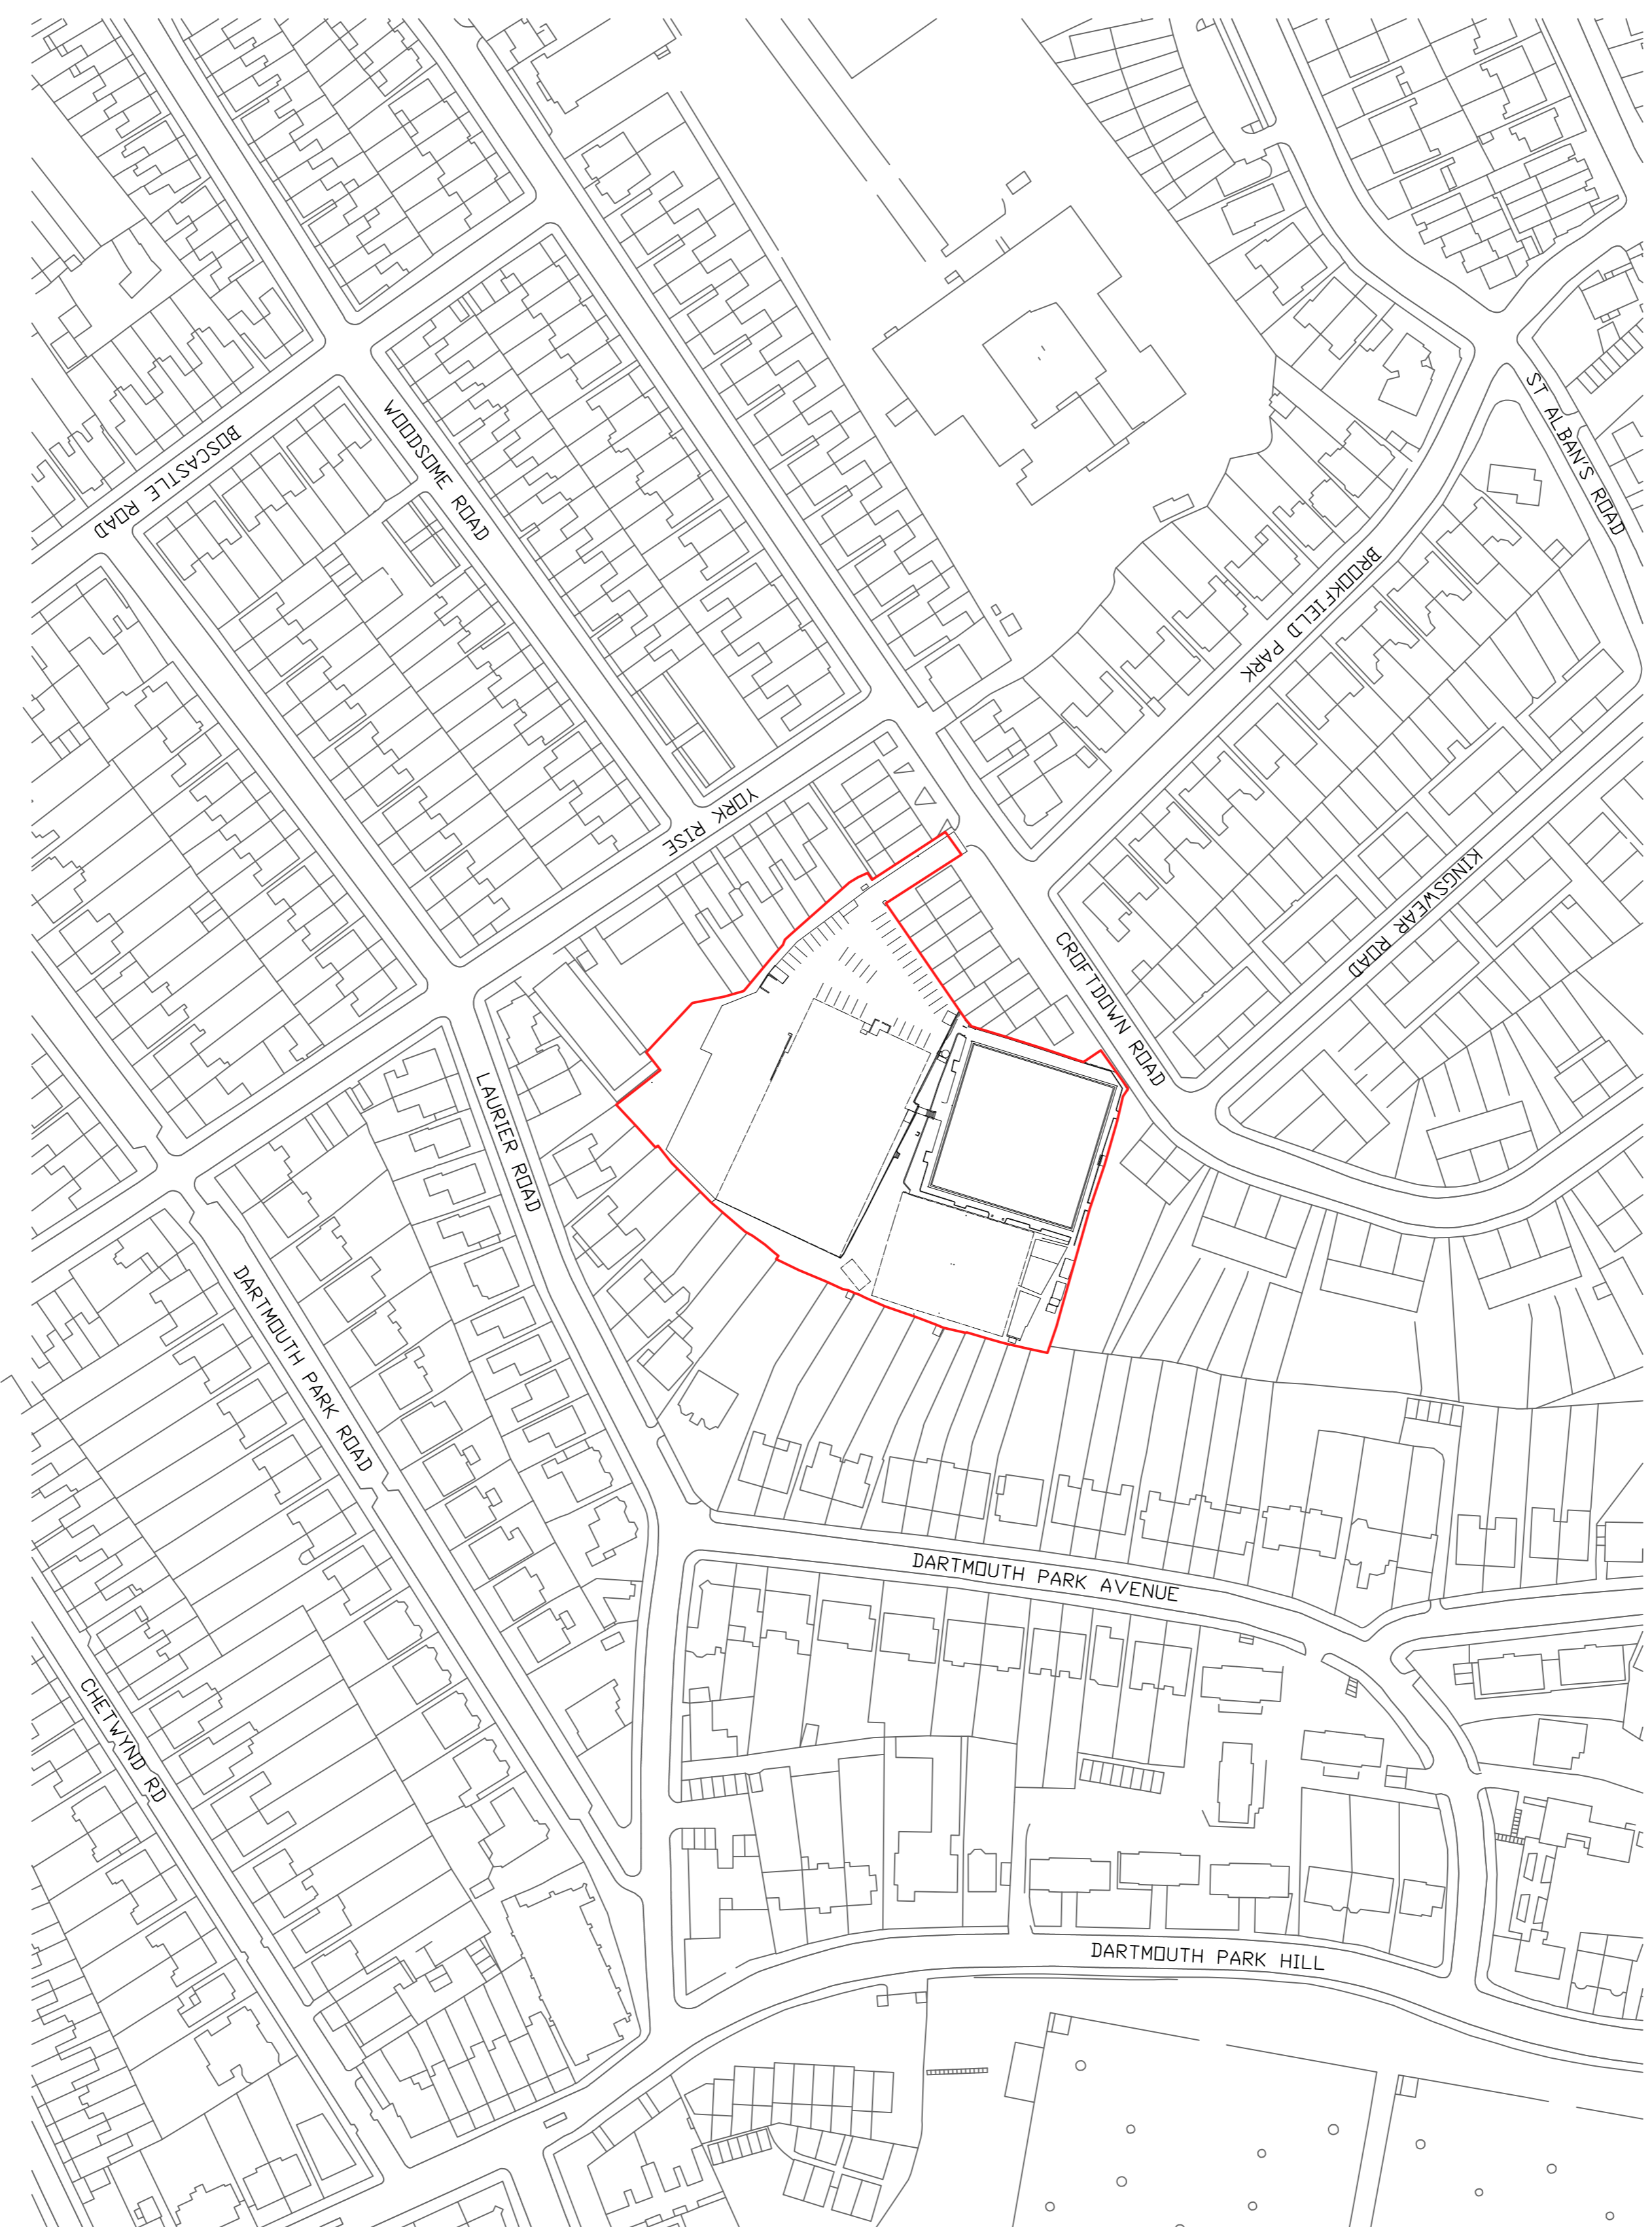 ST ALBAN'S ROAD
BOSCASTLE ROAD
WOODSOME ROAD
BROOKFIELD PARK
YORK RISE
KINGSWEAR ROAD
CROFTDOWN ROAD
LAURIER ROAD
DARTMOUTH PARK ROAD
DARTMOUTH PARK AVENUE
CHETWYND RD
DARTMOUTH PARK HILL